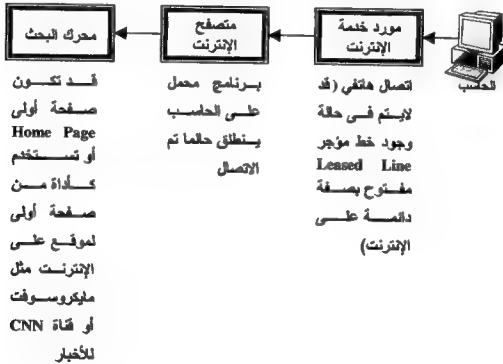 الحاسب
مورد خدمة
الإنترنت
اتصال هاتفي (قد
لايتم فى حالة
وجود خط مؤجر
Leased Line
مفتوح بصفة
دائمة على
الإنترنت)
متصفح
الإنترنت
برنامج محمل
على الحاسب
ينطلق حالما تم
الاتصال
محرك البحث
قد تكون
صفحة أولى
Home Page
أو تستخدم
كأداة من
صفحة أولى
لموقع على
الإنترنت مثل
مايكروسوفت
أو قناة CNN
للأخبار